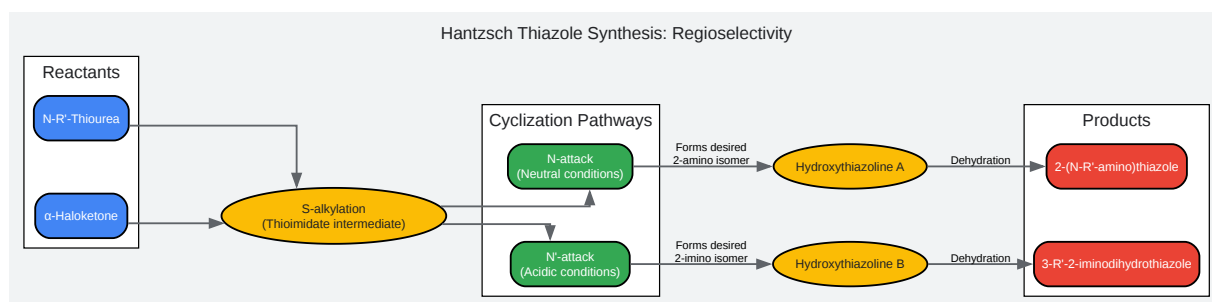 Hantzsch Thiazole Synthesis: Regioselectivity
Reactants
N-R'-Thiourea
α-Haloketone
S-alkylation
(Thioimidate intermediate)
Cyclization Pathways
N-attack
(Neutral conditions)
N'-attack
(Acidic conditions)
Forms desired
2-amino isomer
Forms desired
2-imino isomer
Hydroxythiazoline A
Hydroxythiazoline B
Dehydration
Dehydration
Products
2-(N-R'-amino)thiazole
3-R'-2-iminodihydrothiazole